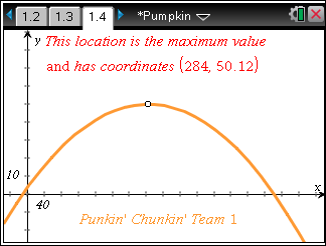 1.2 1.3 1.4 *Pumpkin
y This location is the maximum value
and has coordinates (284, 50.12)
10
x
40
Punkin' Chunkin' Team 1